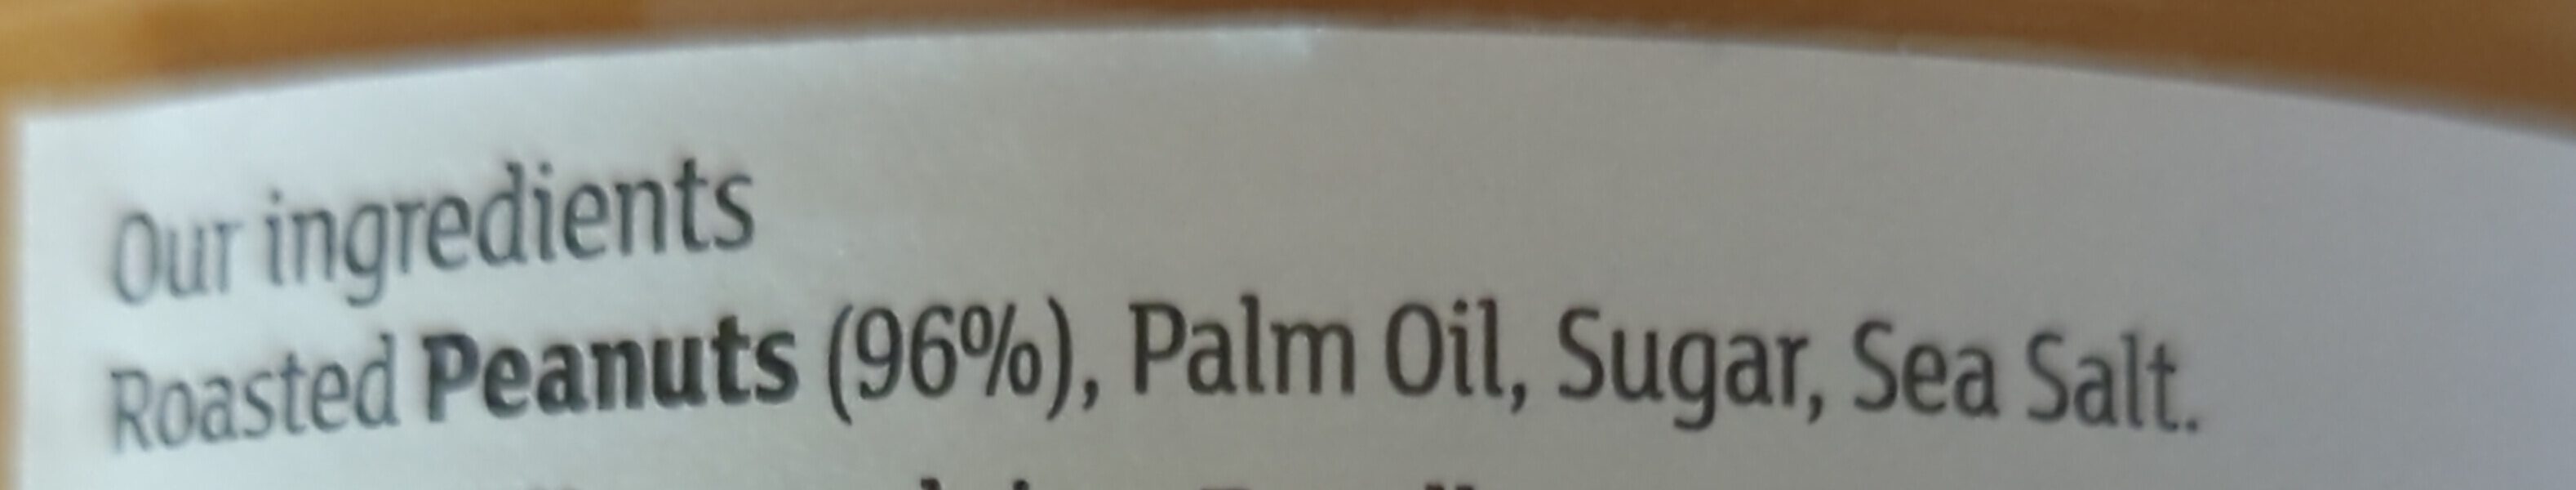 Our ingredients
Roasted Peanuts (96%), Palm Oil, Sugar, Sea Salt.